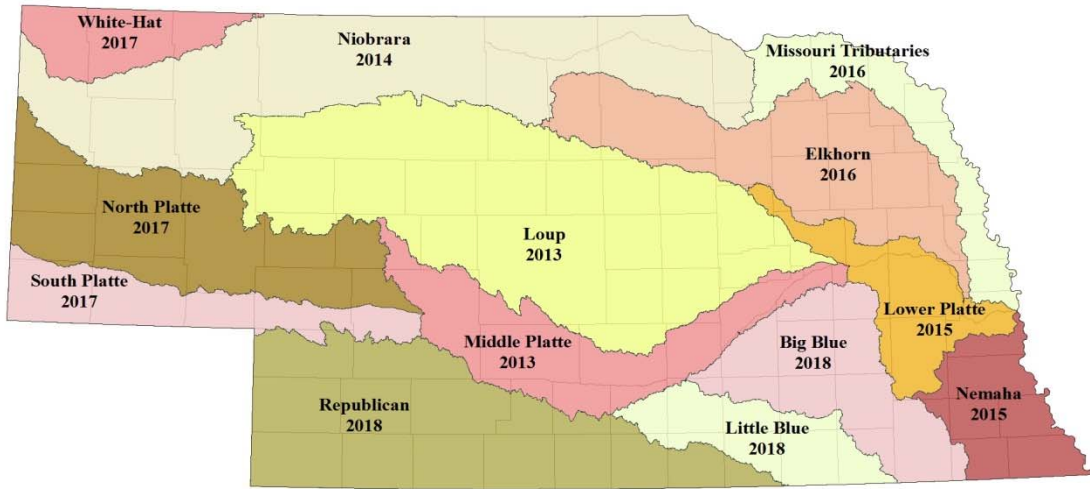 White-Hat
2017
Niobrara
2014
Missouri Tributaries
2016
Elkhorn
2016
North Platte
2017
Loup
2013
South Platte
2017
Lower Platte
2015
Middle Platte
2013
Big Blue
2018
Nemaha
2015
Republican
2018
Little Blue
2018